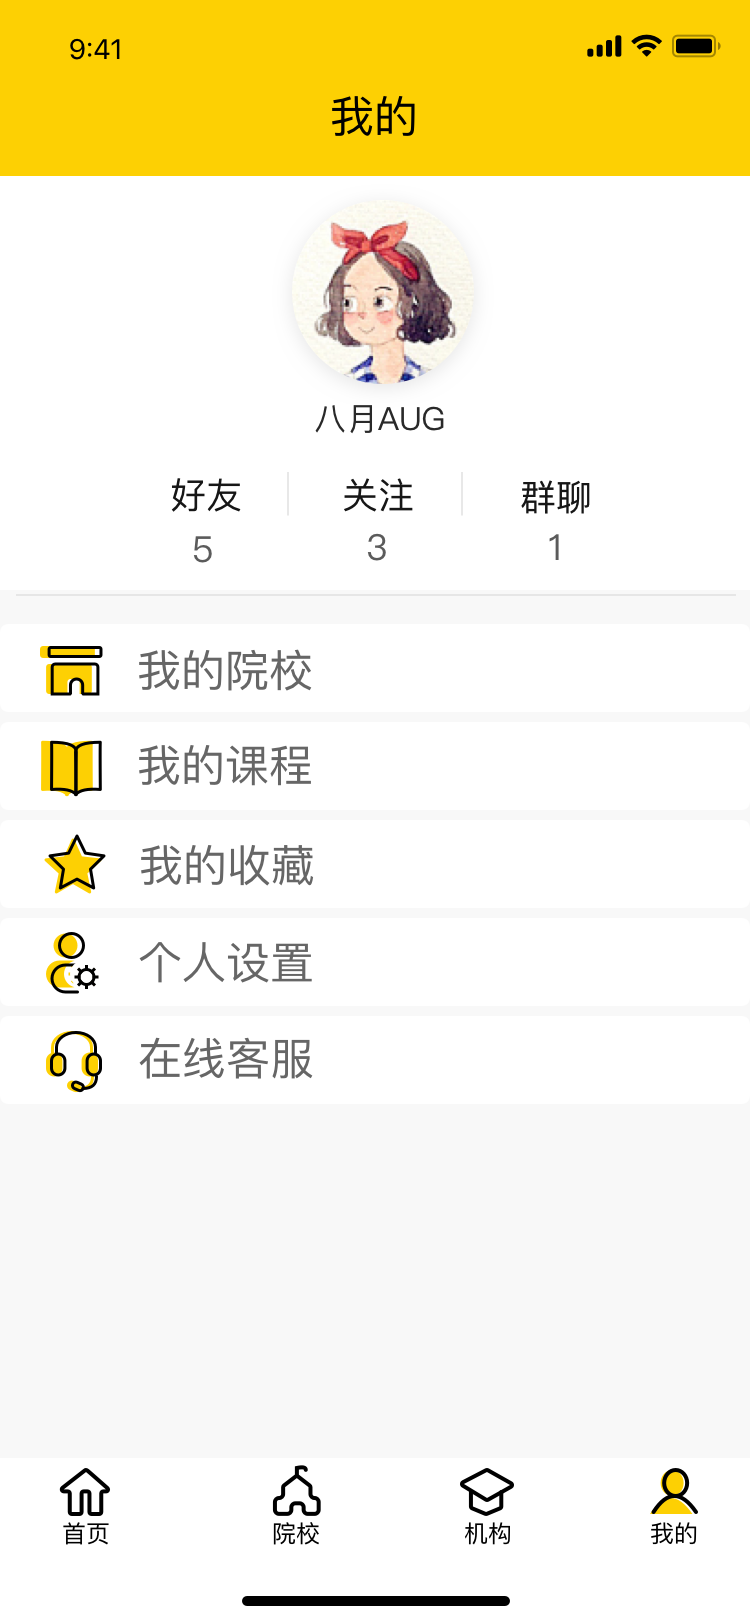 9:41
我的
八月AUG
好友 关注 群聊
5 3 1
我的院校
我的课程
我的收藏
个人设置
在线客服
首页 院校 机构 我的